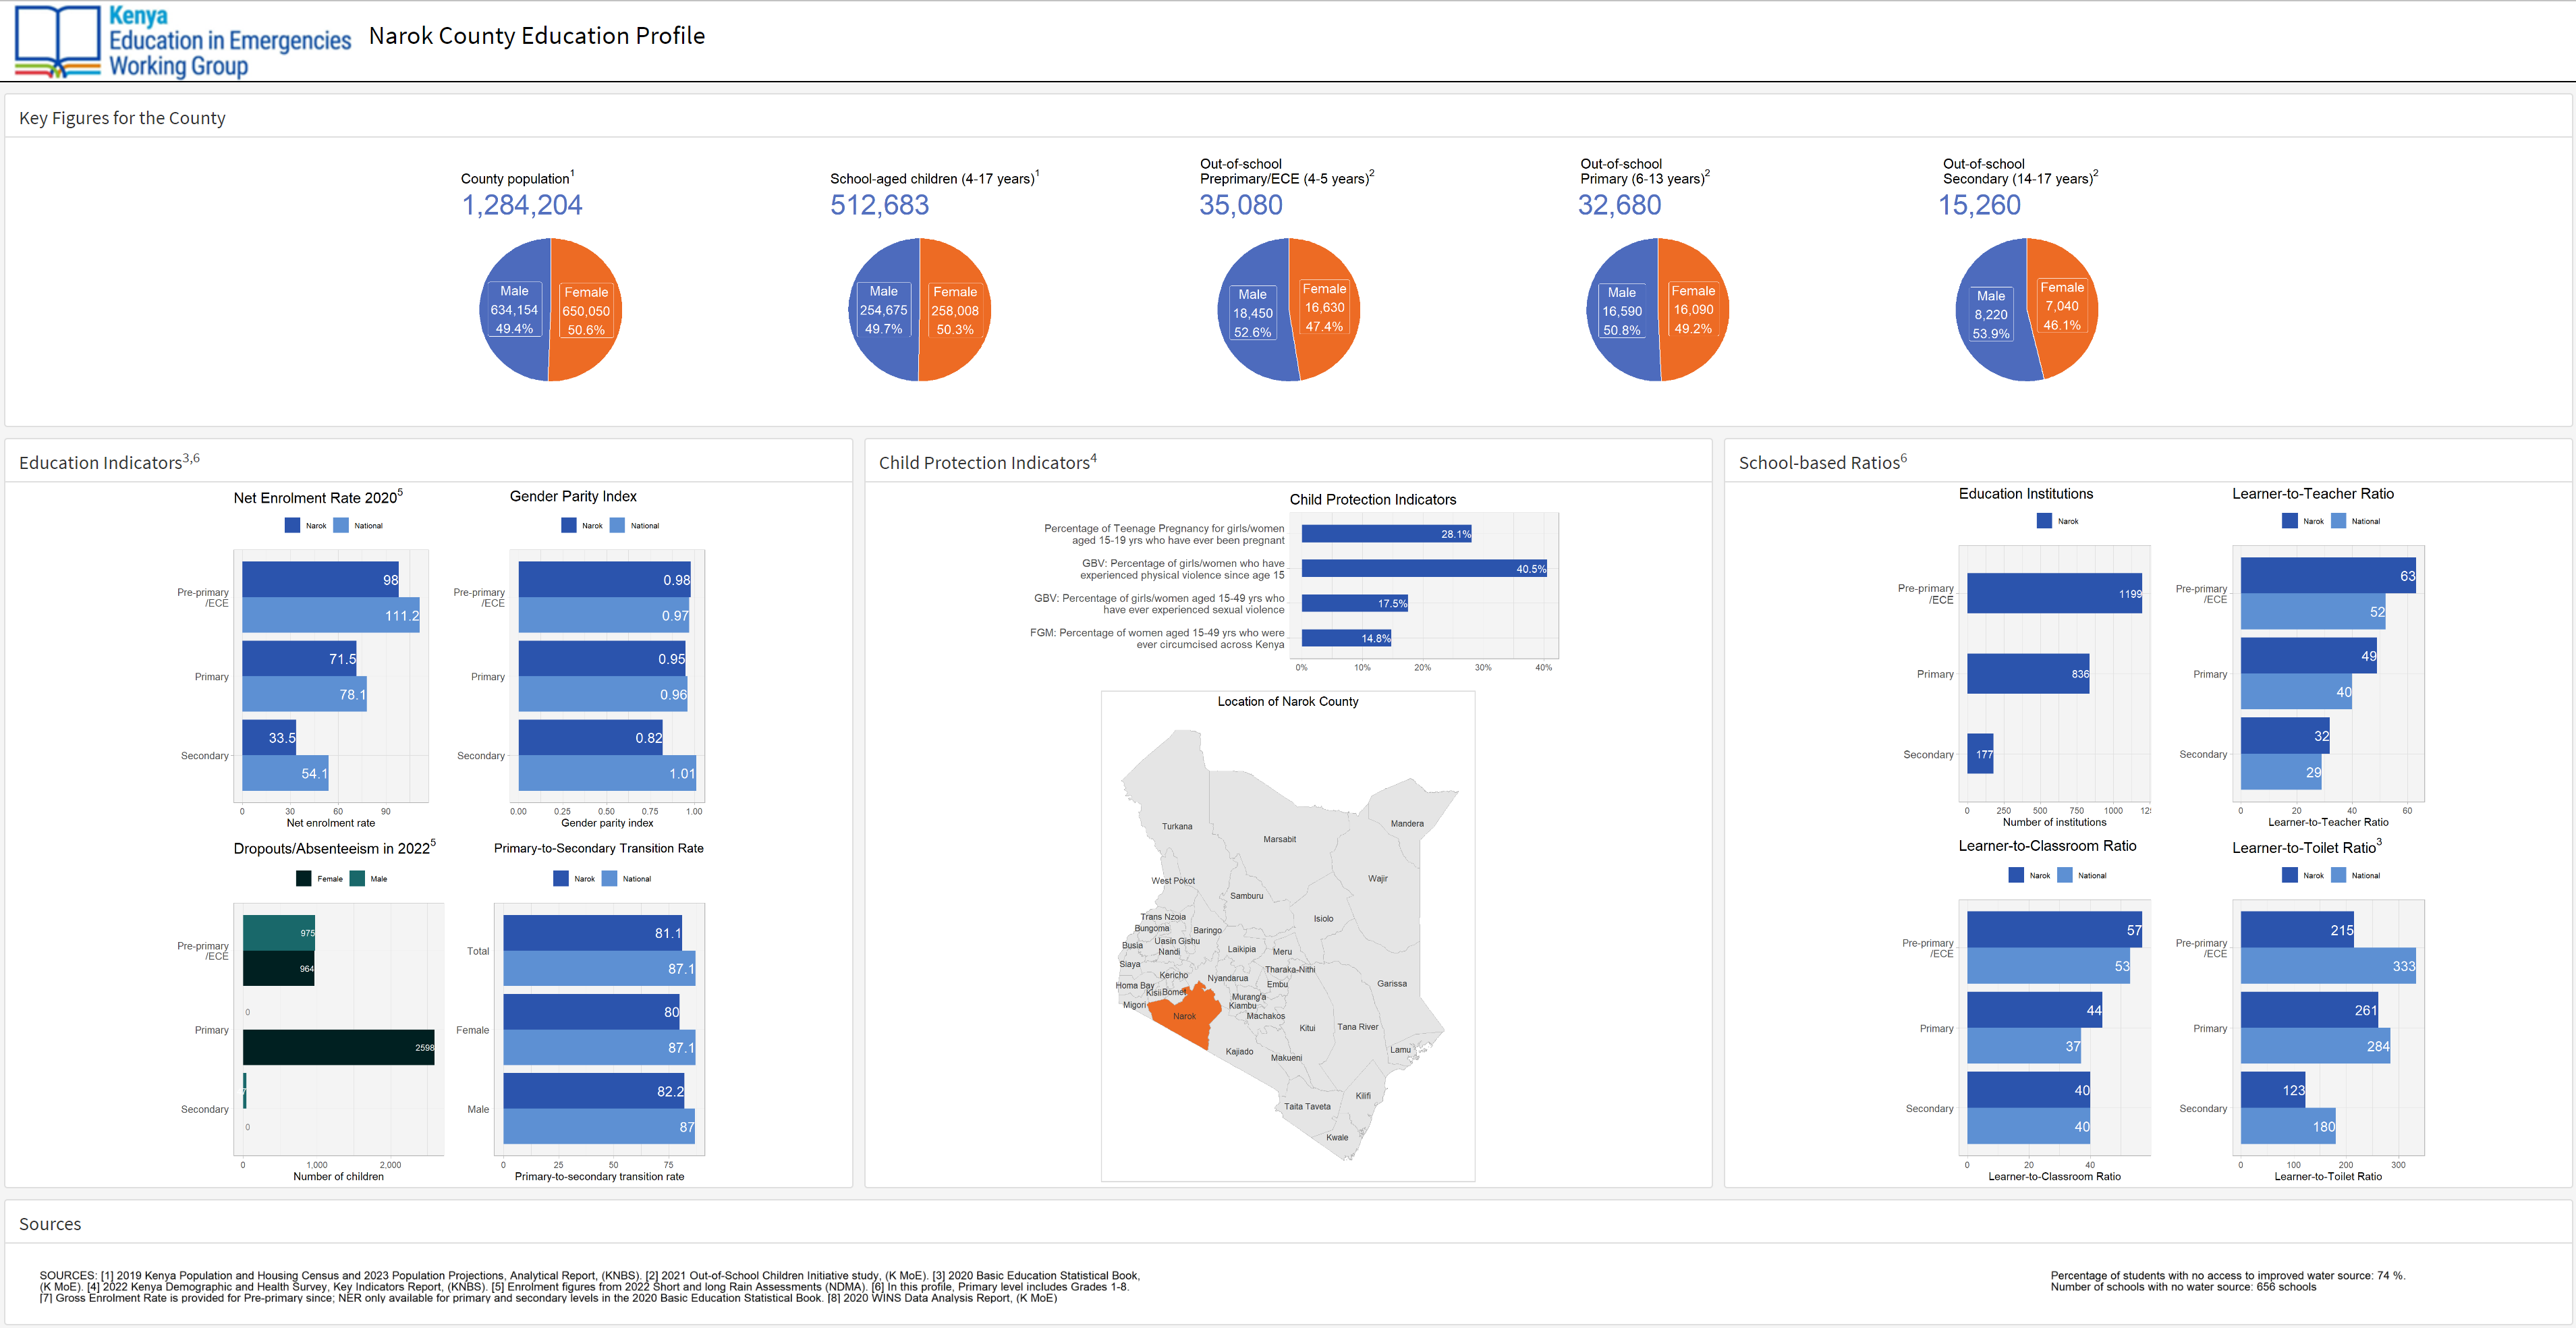 Kenya
Education in Emergencies
Working Group
Narok County Education Profile
Key Figures for the County
County population1
1,284,204
Male
634,154
49.4%
Female
650,050
50.6%
School-aged children (4-17 years)1
512,683
Male
254,675
49.7%
Female
258,008
50.3%
Out-of-school
Preprimary/ECE (4-5 years)2
35,080
Male
18,450
52.6%
Female
16,630
47.4%
Out-of-school
Primary (6-13 years)2
32,680
Male
16,590
50.8%
Female
16,090
49.2%
Out-of-school
Secondary (14-17 years)2
15,260
Male
8,220
53.9%
Female
7,040
46.1%
Education Indicators3,6
Net Enrolment Rate 20205
Narok National
Pre-primary
/ECE
98
111.2
Primary
71.5
78.1
Secondary
33.5
54.1
0 30 60 90
Net enrolment rate
Gender Parity Index
Narok National
Pre-primary
/ECE
0.98
0.97
Primary
0.95
0.96
Secondary
0.82
1.01
0.00 0.25 0.50 0.75 1.00
Gender parity index
Dropouts/Absenteeism in 20225
Female Male
Pre-primary
/ECE
975
964
Primary
0
2598
Secondary
0
0 1,000 2,000
Number of children
Primary-to-Secondary Transition Rate
Narok National
Total
81.1
87.1
Female
80
87.1
Male
82.2
87
0 25 50 75
Primary-to-secondary transition rate
Child Protection Indicators4
Child Protection Indicators
Percentage of Teenage Pregnancy for girls/women
aged 15-19 yrs who have ever been pregnant
28.1%
GBV: Percentage of girls/women who have
experienced physical violence since age 15
40.5%
GBV: Percentage of girls/women aged 15-49 yrs who
have ever experienced sexual violence
17.5%
FGM: Percentage of women aged 15-49 yrs who were
ever circumcised across Kenya
14.8%
0% 10% 20% 30% 40%
Location of Narok County
Turkana
Marsabit
Mandera
West Pokot
Samburu
Wajir
Trans Nzoia
Isiolo
Bungoma
Baringo
Busia
Uasin Gishu
Nandi
Laikipia
Meru
Siaya
Tharaka-Nithi
Kericho
Nyandarua
Embu
Garissa
Homa Bay
Kisii
Bomet
Murang'a
Migori
Kiambu
Narok
Machakos
Kitui
Tana River
Kajiado
Makueni
Lamu
Kilifi
Taita Taveta
Kwale
School-based Ratios6
Education Institutions
Narok
Pre-primary
/ECE
1199
Primary
836
Secondary
177
0 250 500 750 1000
Number of institutions
Learner-to-Teacher Ratio
Narok National
Pre-primary
/ECE
63
52
Primary
49
40
Secondary
32
29
0 20 40 60
Learner-to-Teacher Ratio
Learner-to-Classroom Ratio
Narok National
Pre-primary
/ECE
57
53
Primary
44
37
Secondary
40
40
0 20 40
Learner-to-Classroom Ratio
Learner-to-Toilet Ratio3
Narok National
Pre-primary
/ECE
215
333
Primary
261
284
Secondary
123
180
0 100 200 300
Learner-to-Toilet Ratio
Sources
SOURCES: [1] 2019 Kenya Population and Housing Census and 2023 Population Projections, Analytical Report, (KNBS). [2] 2021 Out-of-School Children Initiative study, (K MoE). [3] 2020 Basic Education Statistical Book,
(K MoE). [4] 2022 Kenya Demographic and Health Survey, Key Indicators Report, (KNBS). [5] Enrolment figures from 2022 Short and long Rain Assessments (NDMA). [6] In this profile, Primary level includes Grades 1-8.
[7] Gross Enrolment Rate is provided for Pre-primary since; NER only available for primary and secondary levels in the 2020 Basic Education Statistical Book. [8] 2020 WINS Data Analysis Report, (K MoE)
Percentage of students with no access to improved water source: 74 %.
Number of schools with no water source: 656 schools